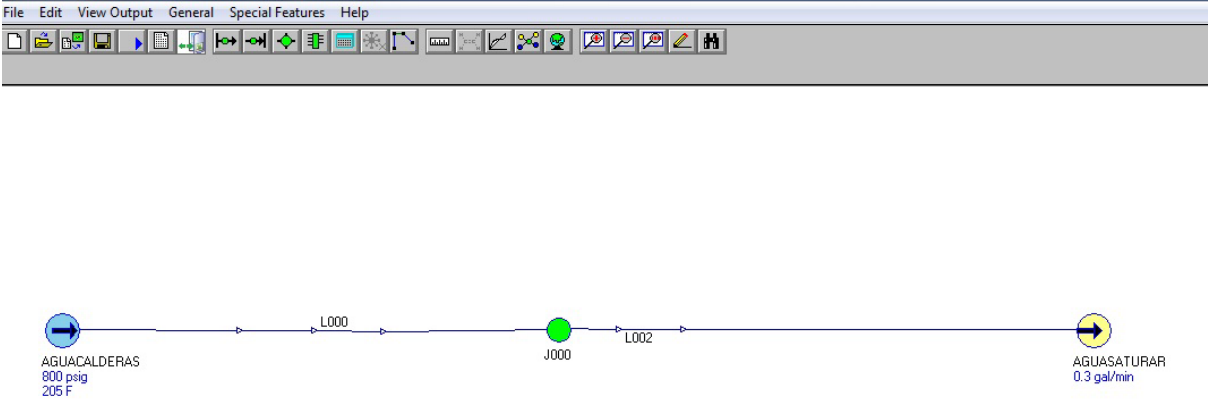 File Edit View Output General Special Features Help
L000
L002
J000
AGUACALDERAS
800 psig
205 F
AGUASATURAR
0.3 gal/min